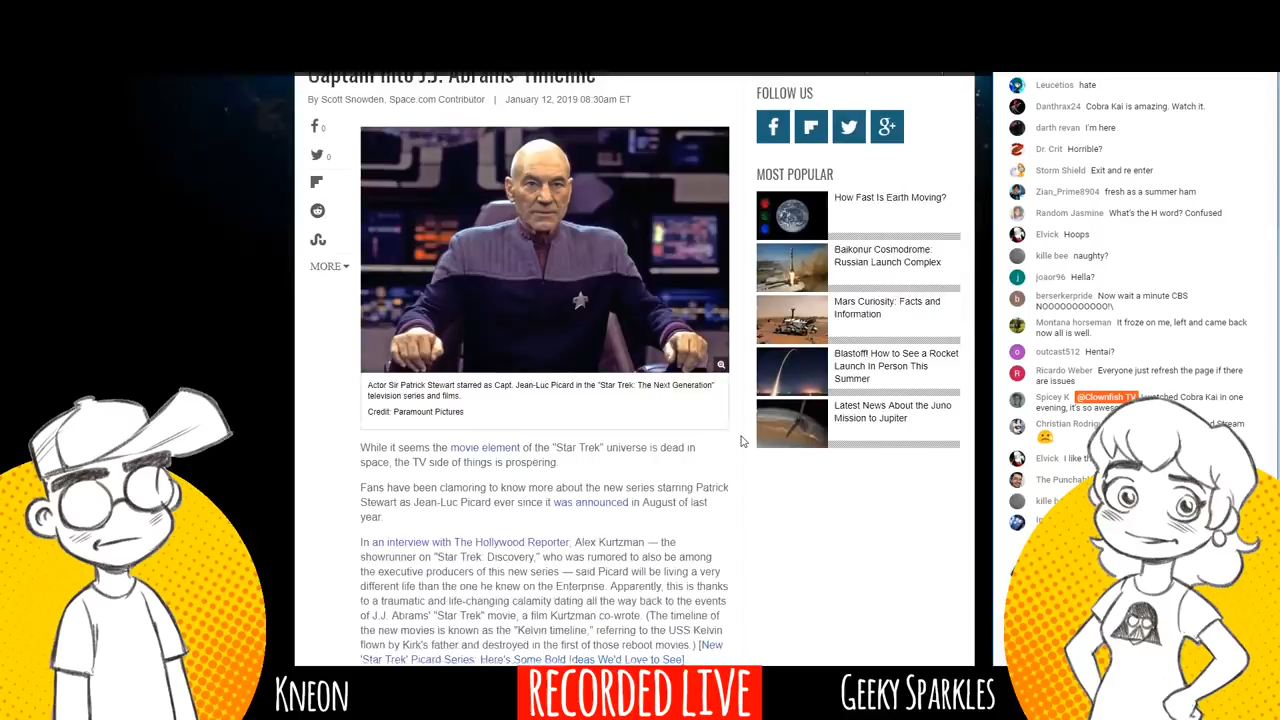 Captain Into J.J. Abrams' Timeline
By Scott Snowden, Space.com Contributor | January 12, 2019 08:30am ET
0
0
MORE
Actor Sir Patrick Stewart starred as Capt. Jean-Luc Picard in the "Star Trek: The Next Generation"
television series and films.
Credit: Paramount Pictures
While it seems the movie element of the "Star Trek" universe is dead in
space, the TV side of things is prospering.
Fans have been clamoring to know more about the new series starring Patrick
Stewart as Jean-Luc Picard ever since it was announced in August of last
year.
In an interview with The Hollywood Reporter, Alex Kurtzman — the
showrunner on "Star Trek: Discovery," who was rumored to also be among
the executive producers of this new series — said Picard will be living a very
different life than the one he knew on the Enterprise. Apparently, this is thanks
to a traumatic and life-changing calamity dating all the way back to the events
of J.J. Abrams' "Star Trek" movie, a film Kurtzman co-wrote. (The timeline of
the new movies is known as the "Kelvin timeline," referring to the USS Kelvin
flown by Kirk's father and destroyed in the first of those reboot movies.) [New
'Star Trek' Picard Series: Here's Some Bold Ideas We'd Love to See]
FOLLOW US
MOST POPULAR
How Fast Is Earth Moving?
Baikonur Cosmodrome:
Russian Launch Complex
Mars Curiosity: Facts and
Information
Blastoff! How to See a Rocket
Launch In Person This
Summer
Latest News About the Juno
Mission to Jupiter
Leucetios hate
Danthrax24 Cobra Kai is amazing. Watch it.
darth revan I'm here
Dr. Crit Horrible?
Storm Shield Exit and re enter
Zian_Prime8904 fresh as a summer ham
Random Jasmine What's the H word? Confused
Elvick Hoops
kille bee naughty?
joaor96 Hella?
berserkerpride Now wait a minute CBS
NOOOOOOOOOO!\
Montana horseman It froze on me, left and came back
now all is well.
outcast512 Hentai?
Ricardo Weber Everyone just refresh the page if there
are issues
Spicey K @Clownfish TV watched Cobra Kai in one
evening, it's so
Christian Stream
Elvick I like
The
kille
KNEON
RECORDED LIVE
GEEKY SPARKLES